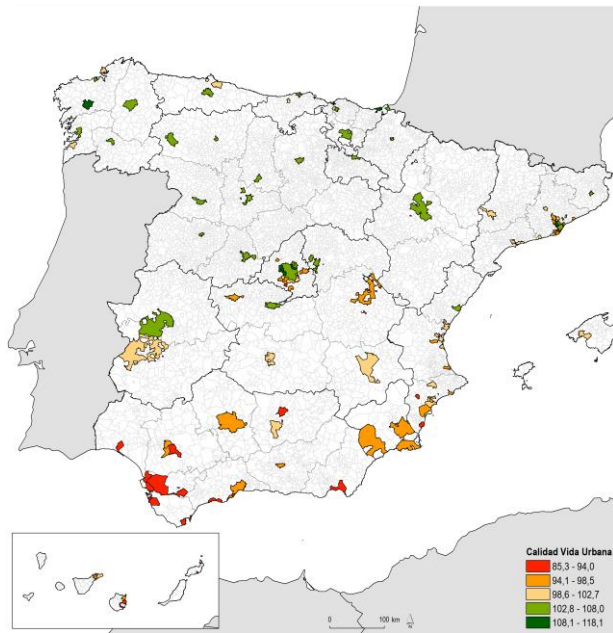 Calidad Vida Urbana
85,3 - 94,0
94,1 - 98,5
98,6 - 102,7
102,8 - 108,0
108,1 - 118,1
0 100 km